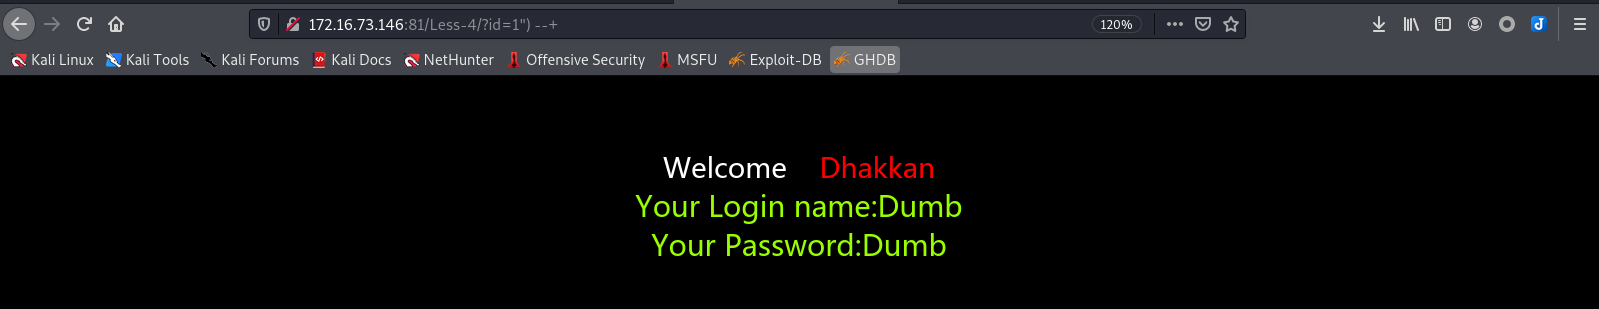 172.16.73.146:81/Less-4/?id=1") --+
120%
Kali Linux Kali Tools Kali Forums Kali Docs NetHunter Offensive Security MSFU Exploit-DB GHDB
Welcome Dhakkan
Your Login name:Dumb
Your Password:Dumb